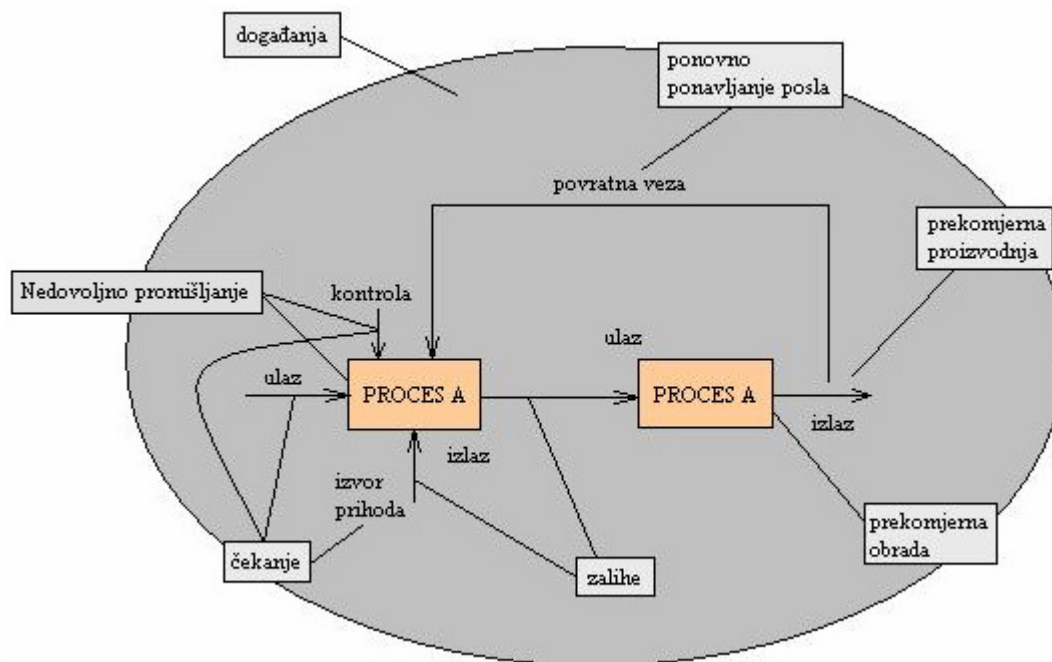 događanja
ponovno
ponavljanje posla
povratna veza
prekomjerna
proizvodnja
Nedovoljno promišljanje
kontrola
ulaz
ulaz
PROCES A
PROCES A
izlaz
izlaz
izvor
prihoda
prekomjerna
obrada
čekanje
zalihe